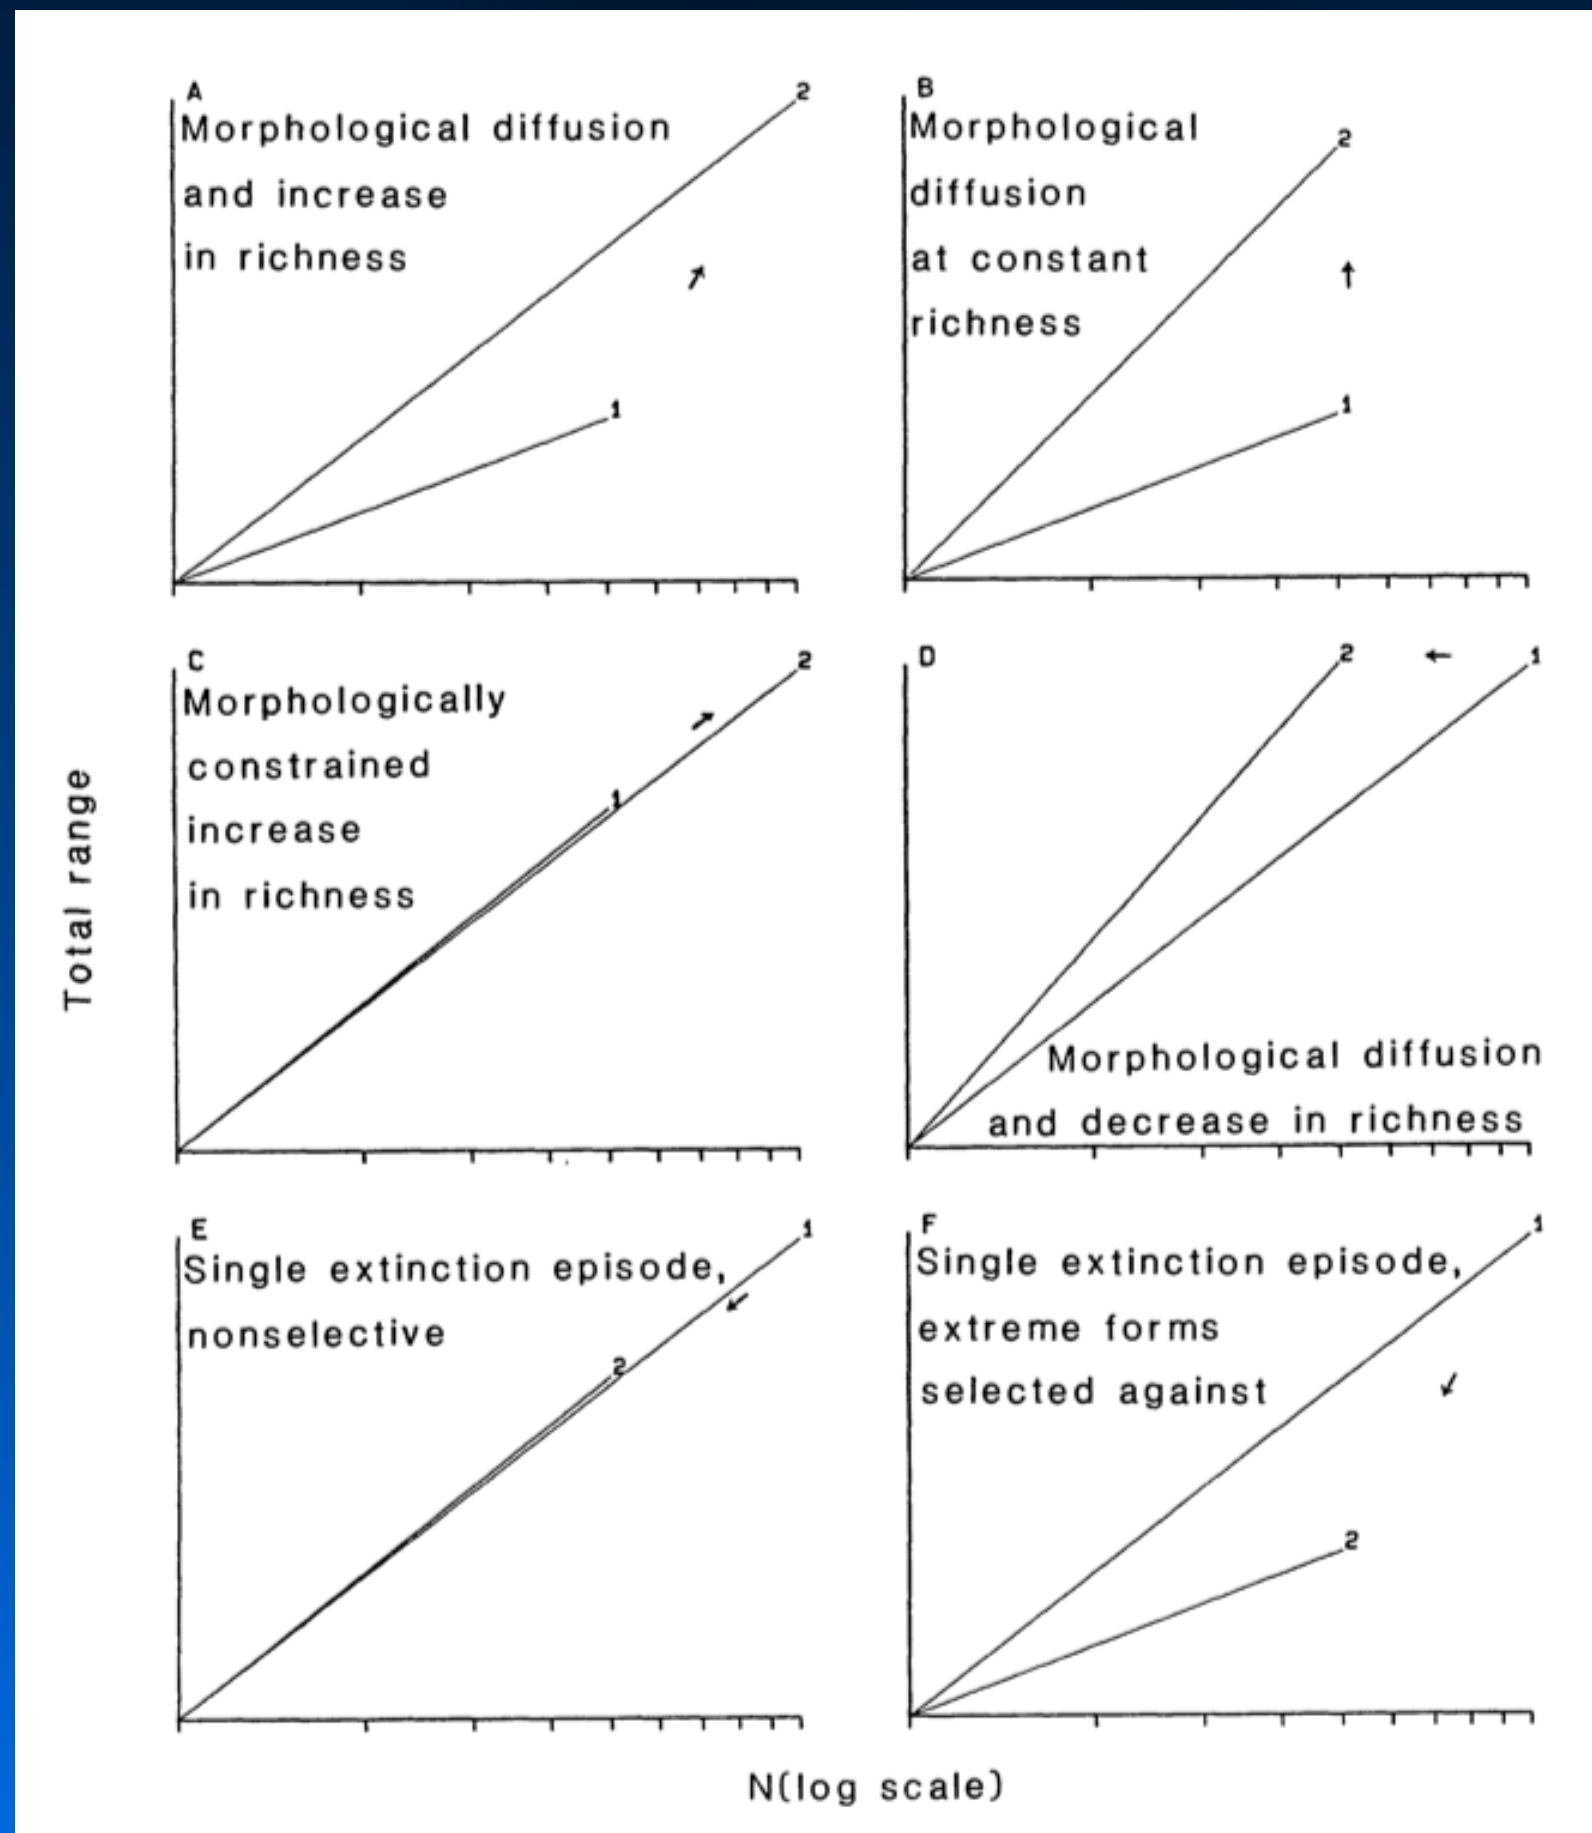 A
Morphological diffusion
and increase
in richness
2
1
B
Morphological
diffusion
at constant
richness
2
1
C
Morphologically
constrained
increase
in richness
2
1
D
2
1
Morphological diffusion
and decrease in richness
E
Single extinction episode,
nonselective
1
2
F
Single extinction episode,
extreme forms
selected against
1
2
Total range
N(log scale)